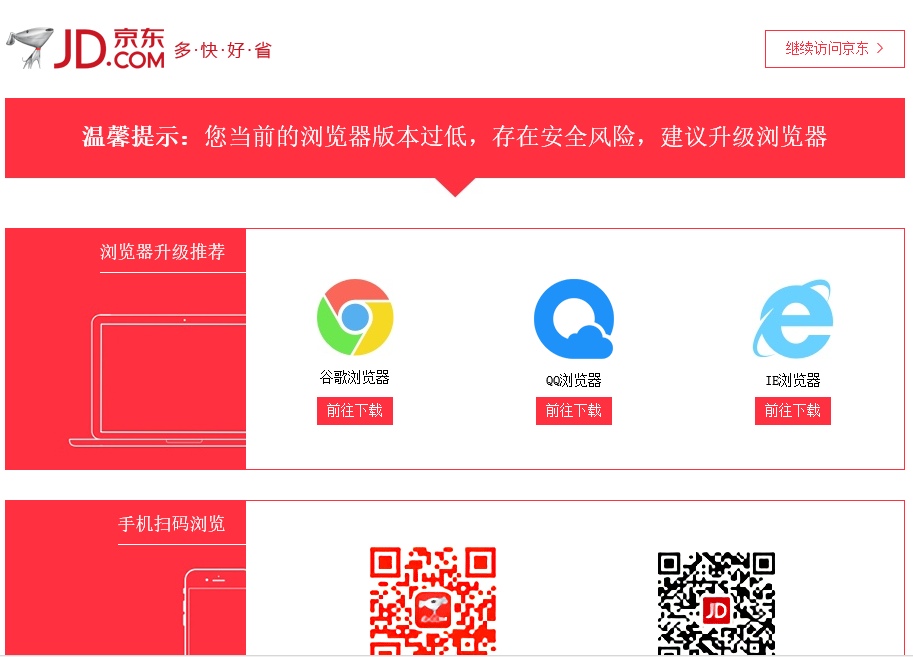 JD.COM 京东 多·快·好·省
继续访问京东 >
温馨提示：您当前的浏览器版本过低，存在安全风险，建议升级浏览器
浏览器升级推荐
谷歌浏览器 QQ浏览器 IE浏览器
前往下载 前往下载 前往下载
手机扫码浏览
JD